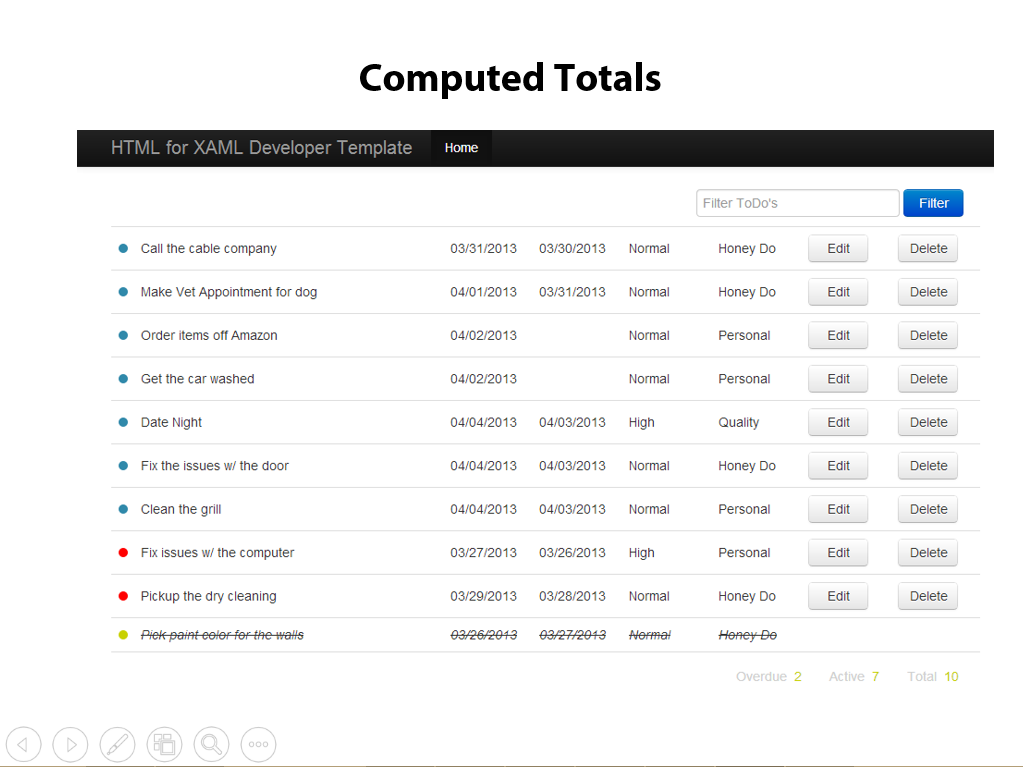 Computed Totals
HTML for XAML Developer Template Home
Filter ToDo's Filter
Call the cable company 03/31/2013 03/30/2013 Normal Honey Do Edit Delete
Make Vet Appointment for dog 04/01/2013 03/31/2013 Normal Honey Do Edit Delete
Order items off Amazon 04/02/2013 Normal Personal Edit Delete
Get the car washed 04/02/2013 Normal Personal Edit Delete
Date Night 04/04/2013 04/03/2013 High Quality Edit Delete
Fix the issues w/ the door 04/04/2013 04/03/2013 Normal Honey Do Edit Delete
Clean the grill 04/04/2013 04/03/2013 Normal Personal Edit Delete
Fix issues w/ the computer 03/27/2013 03/26/2013 High Personal Edit Delete
Pickup the dry cleaning 03/29/2013 03/28/2013 Normal Honey Do Edit Delete
Pick paint color for the walls 03/26/2013 03/27/2013 Normal Honey Do
Overdue 2 Active 7 Total 10